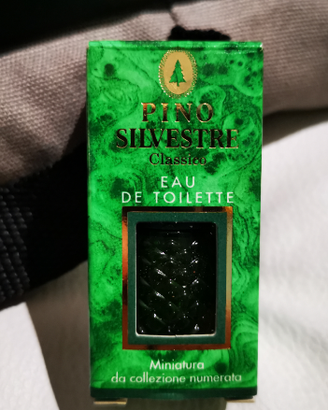 PINO
SILVESTRE
Classico
EAU
DE TOILETTE
Miniatura
da collezione numerata